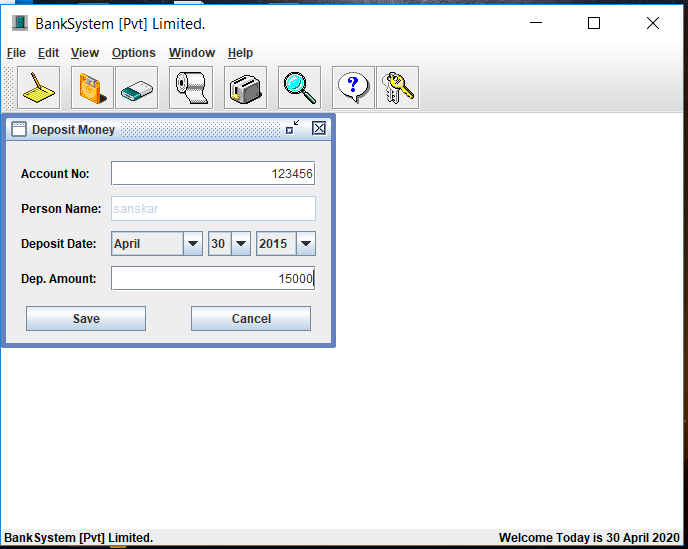 BankSystem [Pvt] Limited.
File Edit View Options Window Help
Deposit Money
Account No: 123456
Person Name: sanskar
Deposit Date: April 30 2015
Dep. Amount: 15000
Save Cancel
BankSystem [Pvt] Limited. Welcome Today is 30 April 2020